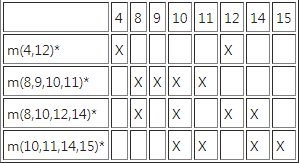 4 8 9 10 11 12 14 15
m(4,12)* X X
m(8,9,10,11)* X X X X
m(8,10,12,14)* X X X X
m(10,11,14,15)* X X X X